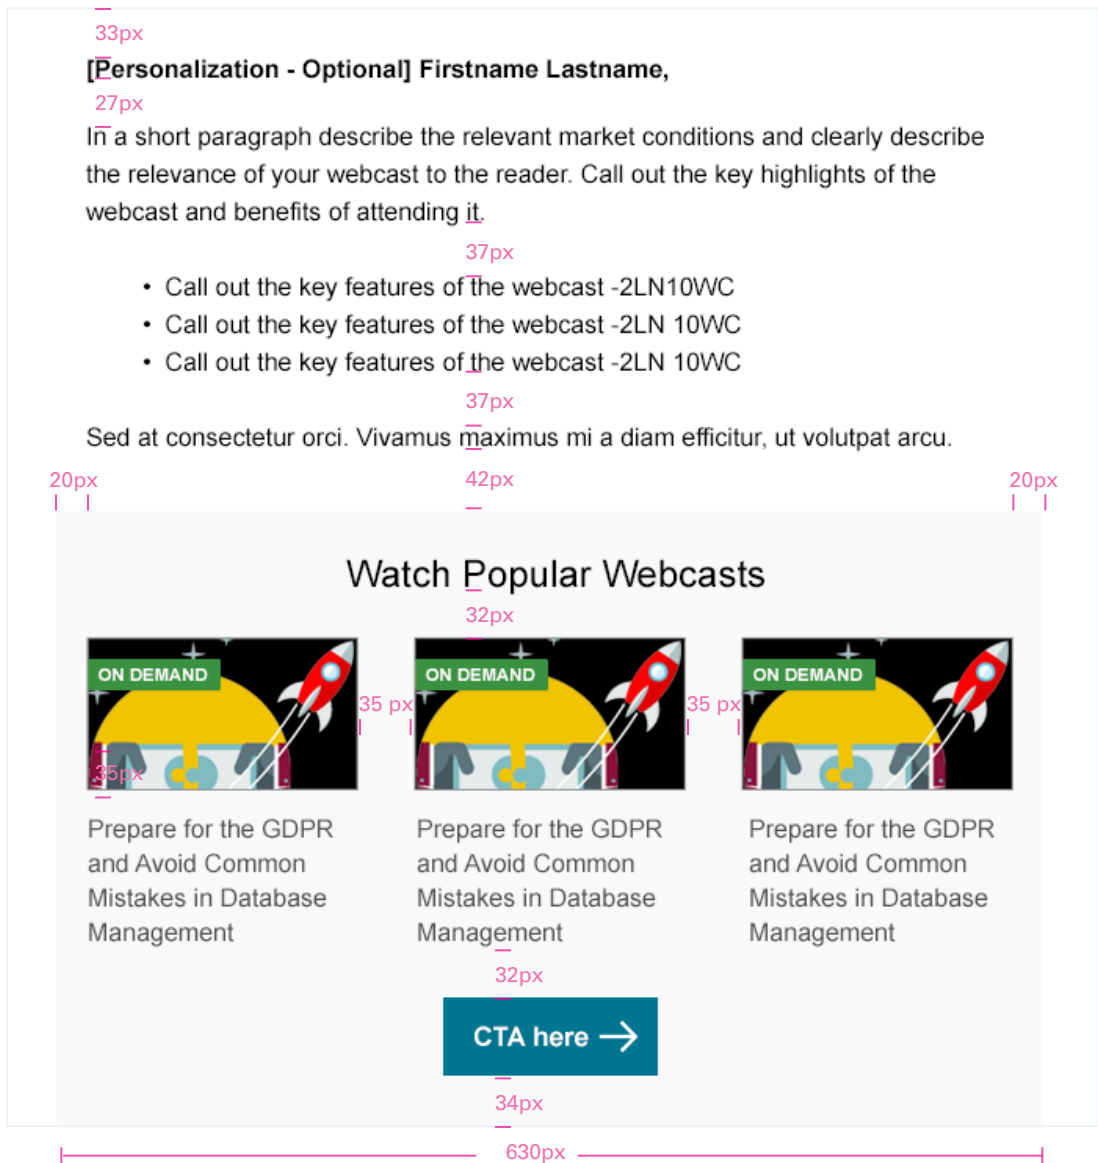 33px
[Personalization - Optional] Firstname Lastname,
27px
In a short paragraph describe the relevant market conditions and clearly describe
the relevance of your webcast to the reader. Call out the key highlights of the
webcast and benefits of attending it.
37px
• Call out the key features of the webcast -2LN10WC
• Call out the key features of the webcast -2LN 10WC
• Call out the key features of the webcast -2LN 10WC
37px
Sed at consectetur orci. Vivamus maximus mi a diam efficitur, ut volutpat arcu.
20px 42px 20px
Watch Popular Webcasts
32px
ON DEMAND ON DEMAND ON DEMAND
35 px 35 px
35px
Prepare for the GDPR
and Avoid Common
Mistakes in Database
Management
Prepare for the GDPR
and Avoid Common
Mistakes in Database
Management
Prepare for the GDPR
and Avoid Common
Mistakes in Database
Management
32px
CTA here
34px
630px